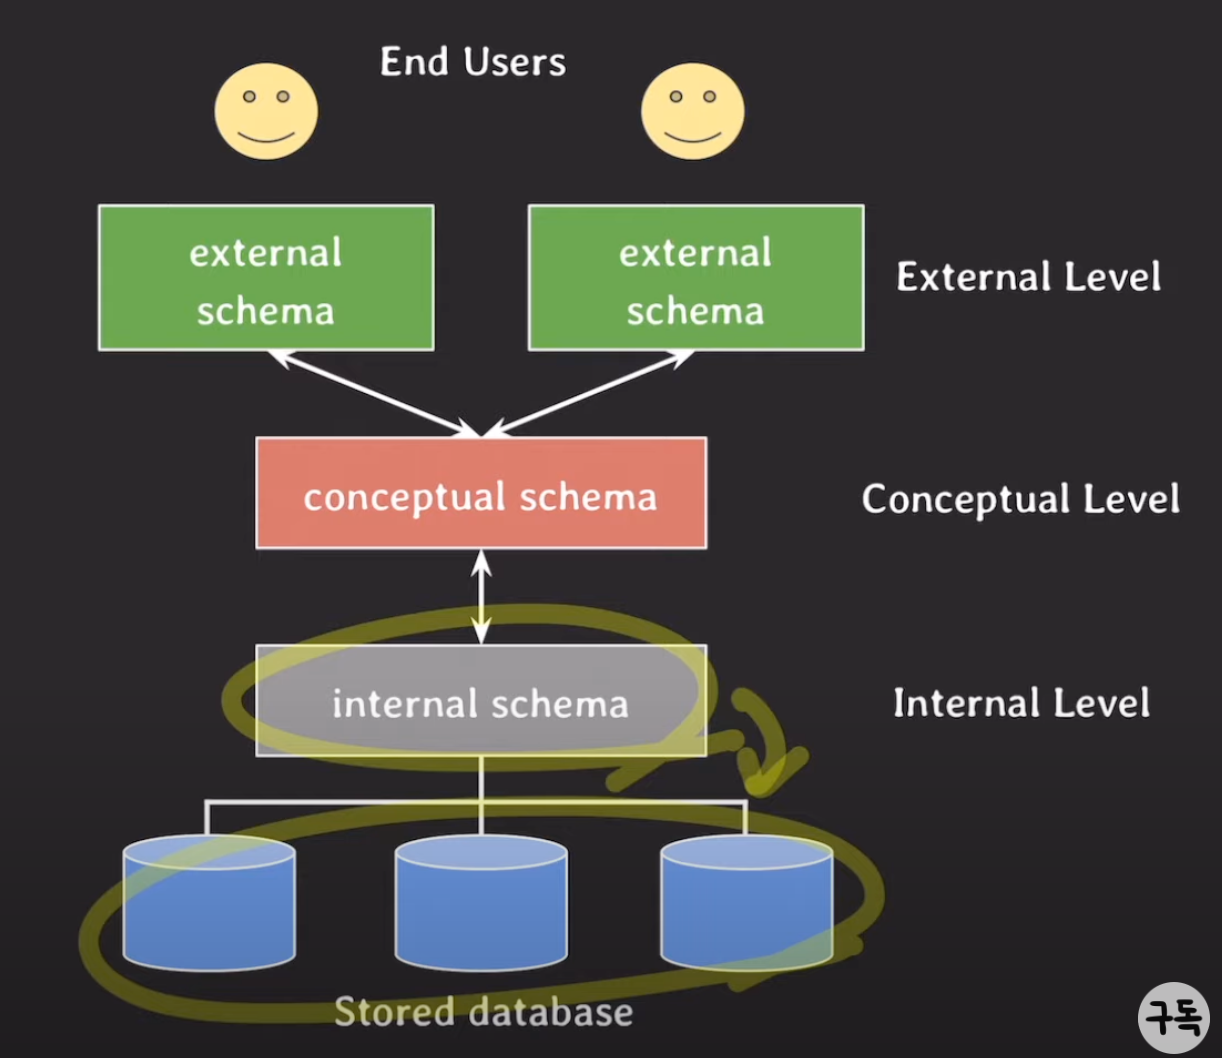 End Users
external
schema
external
schema
External Level
conceptual schema
Conceptual Level
internal schema
Internal Level
Stored database
구독